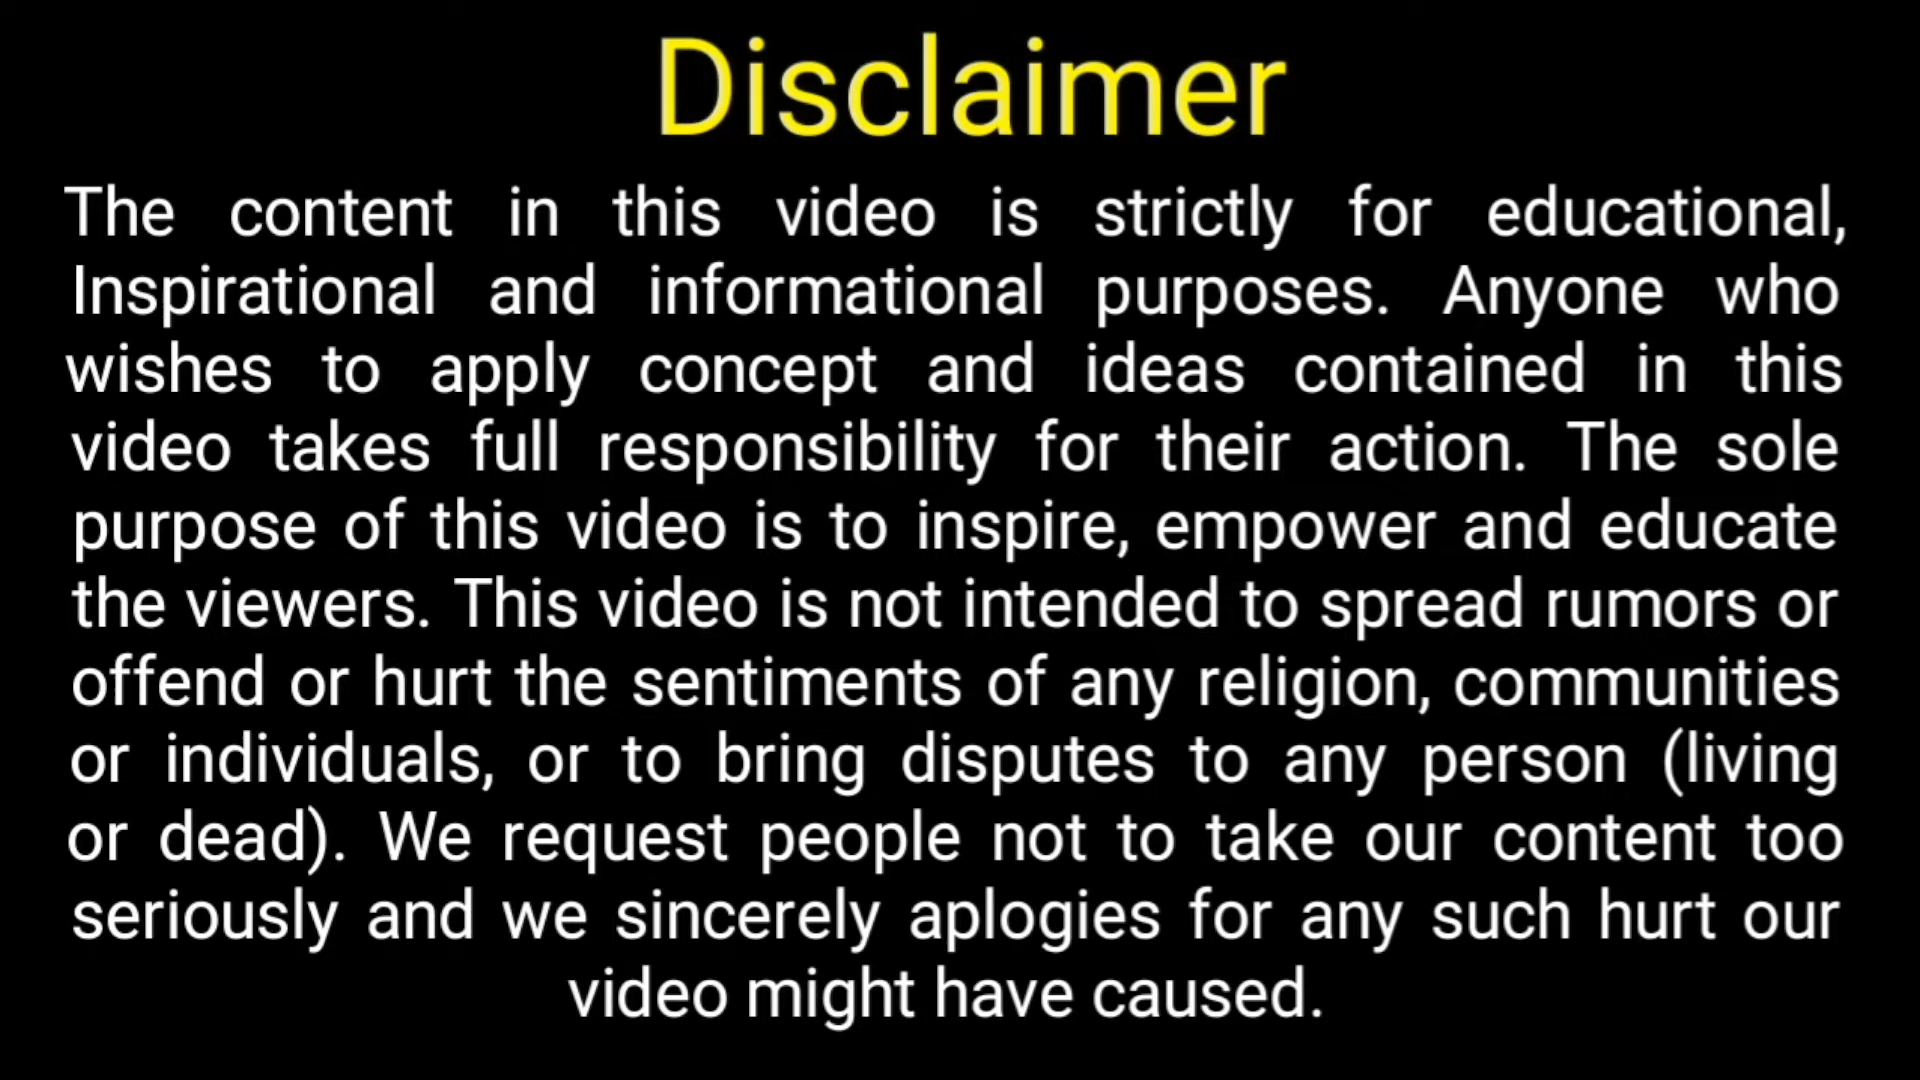 Disclaimer
The content in this video is strictly for educational,
Inspirational and informational purposes. Anyone who
wishes to apply concept and ideas contained in this
video takes full responsibility for their action. The sole
purpose of this video is to inspire, empower and educate
the viewers. This video is not intended to spread rumors or
offend or hurt the sentiments of any religion, communities
or individuals, or to bring disputes to any person (living
or dead). We request people not to take our content too
seriously and we sincerely aplogies for any such hurt our
video might have caused.